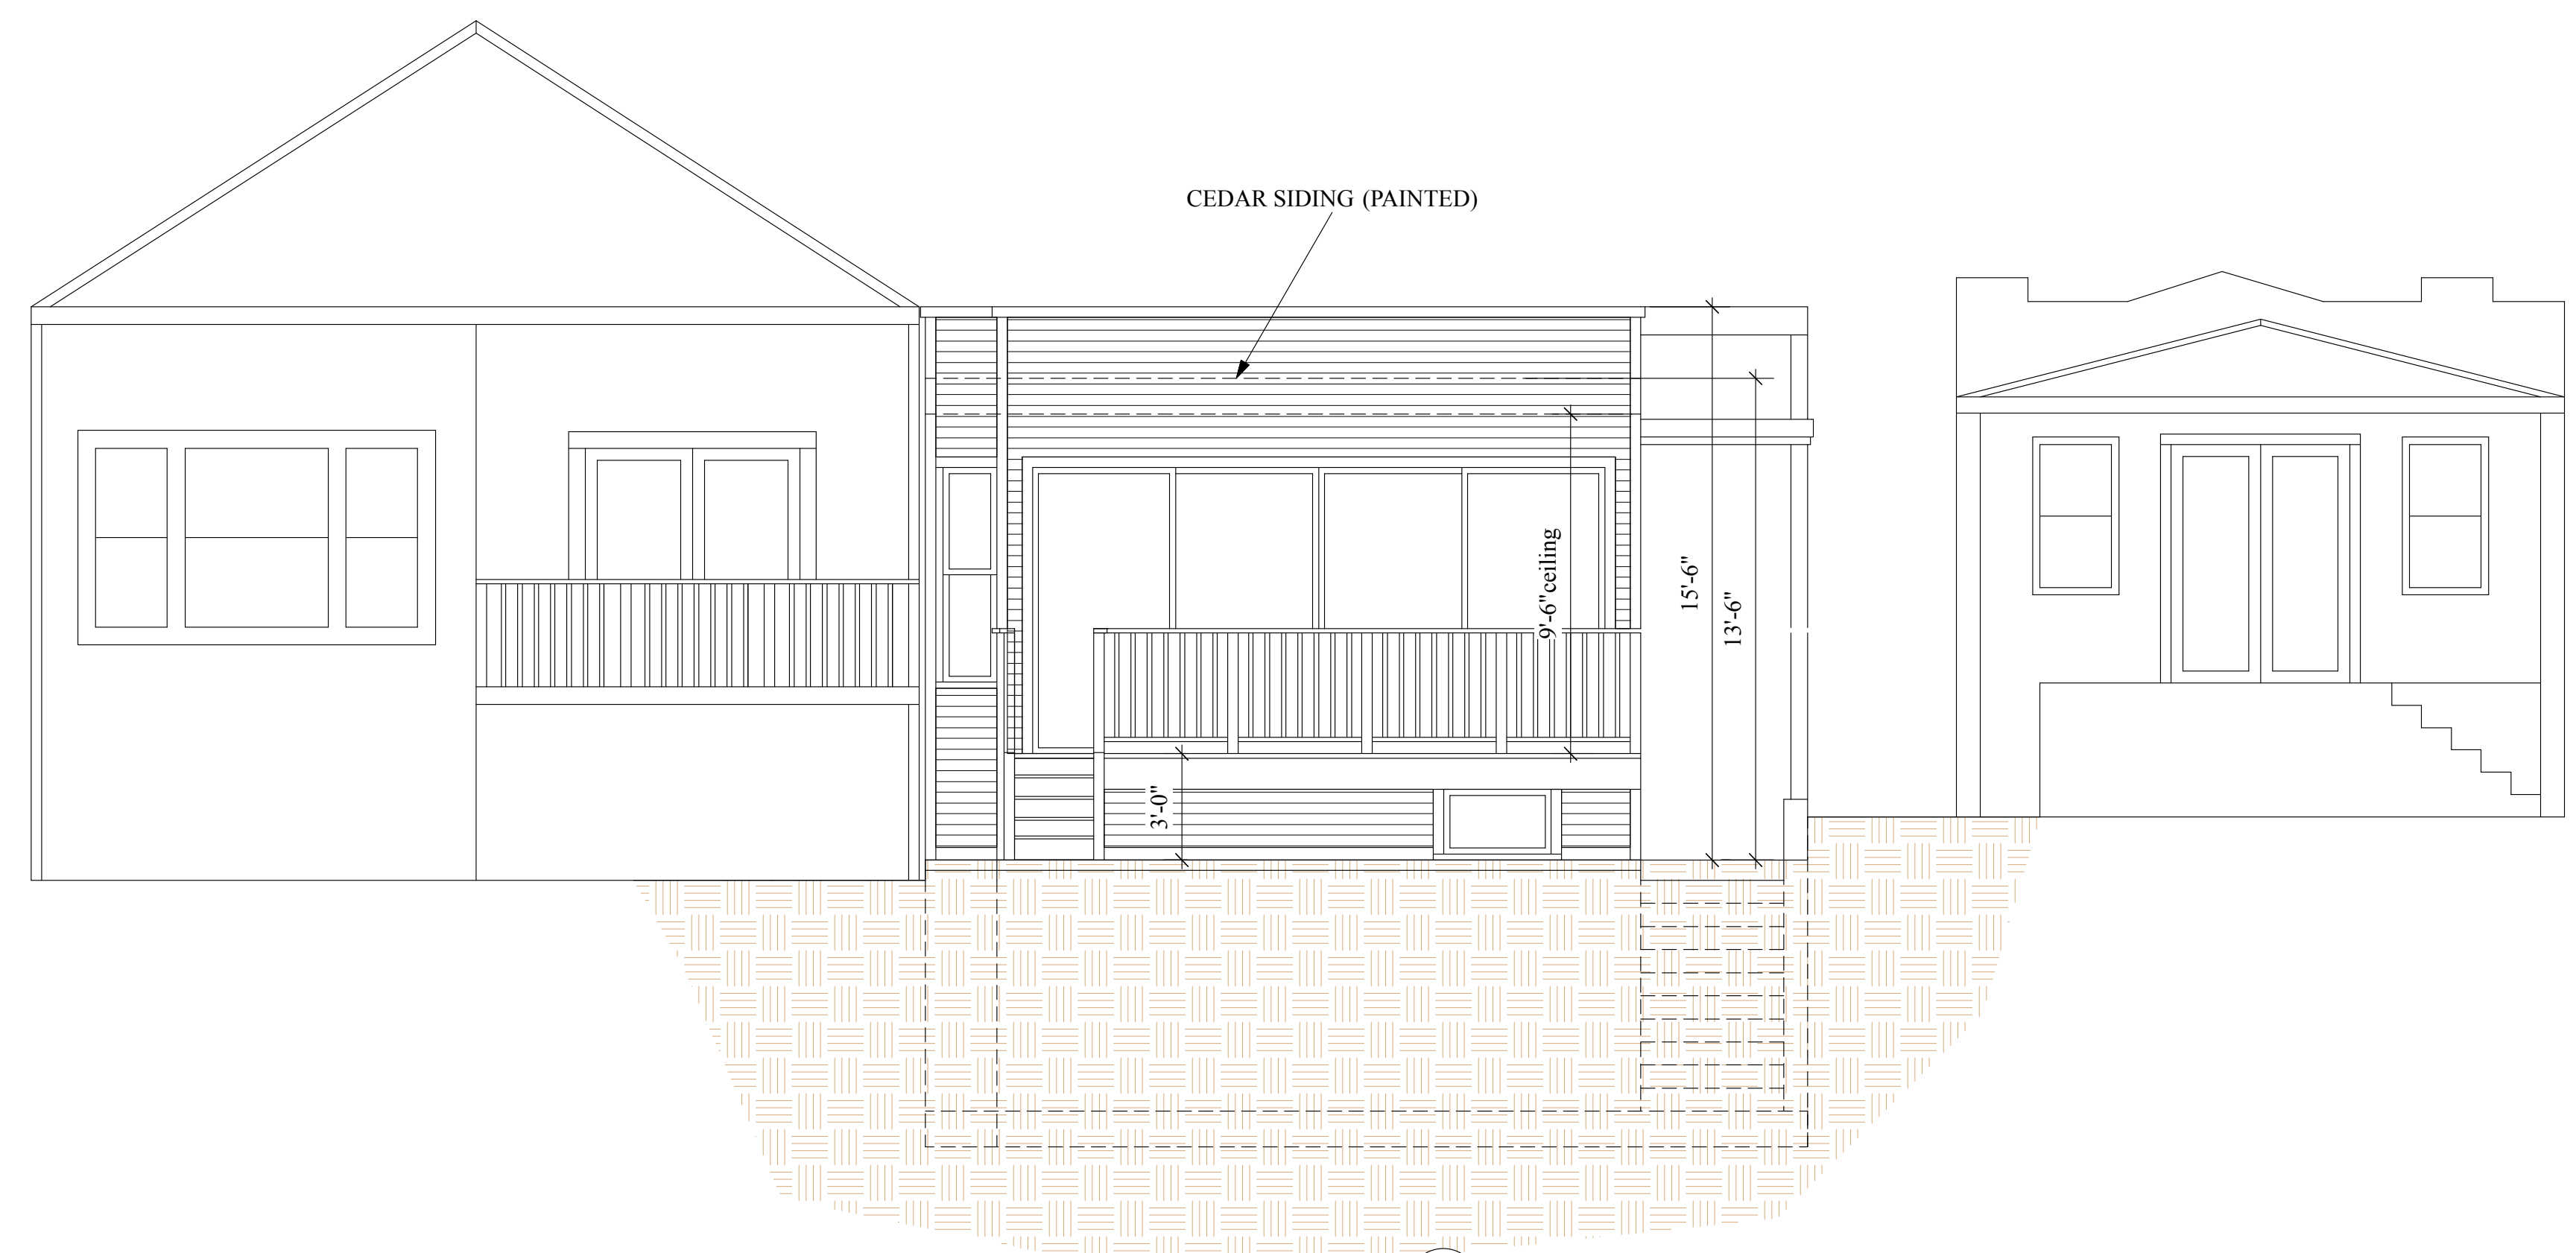 CEDAR SIDING (PAINTED)
9'-6"ceiling
15'-6"
13'-6"
3'-0"